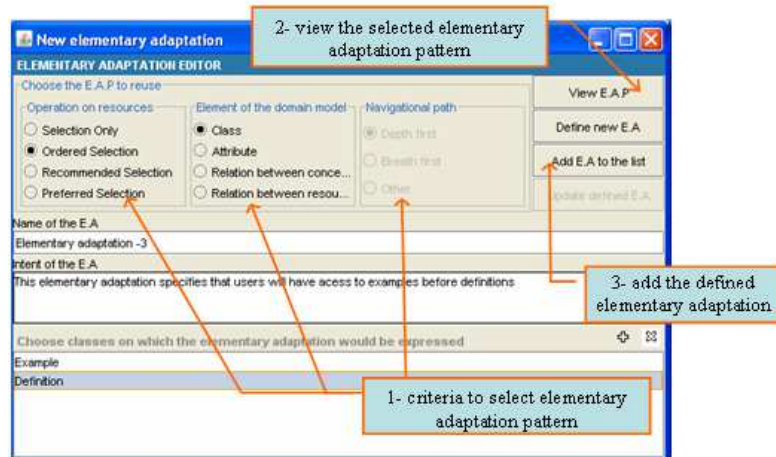 New elementary adaptation
2- view the selected elementary
adaptation pattern
ELEMENTARY ADAPTATION EDITOR
Choose the E.A.P to reuse
Operation on resources
Selection Only
Ordered Selection
Recommended Selection
Preferred Selection
Element of the domain model
Class
Attribute
Relation between conce...
Relation between resou...
Navigational path
Depth first
Breath first
Other
View E.A.P
Define new E.A
Add E.A to the list
Update defined E.A
Name of the E.A
Elementary adaptation -3
ntent of the E.A
This elementary adaptation specifies that users will have acess to examples before definitions
3- add the defined
elementary adaptation
Choose classes on which the elementary adaptation would be expressed
Example
Definition
1- criteria to select elementary
adaptation pattern